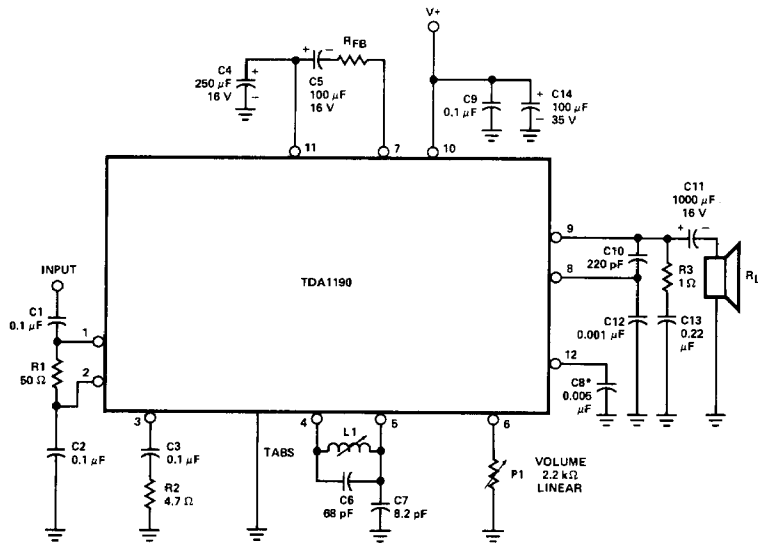 V+
C4
250 μF
16 V
+
−
+ −
C5
100 μF
16 V
RFB
C9
0.1 μF
+
−
C14
100 μF
35 V
11
7
10
TDA1190
INPUT
C1
0.1 μF
1
R1
50 Ω
2
C2
0.1 μF
3
C3
0.1 μF
R2
4.7 Ω
TABS
4
5
L1
C6
68 pF
C7
8.2 pF
6
P1
VOLUME
2.2 kΩ
LINEAR
9
8
12
C10
220 pF
C12
0.001 μF
C8*
0.005
μF
R3
1 Ω
C13
0.22
μF
C11
1000 μF
16 V
+ −
RL